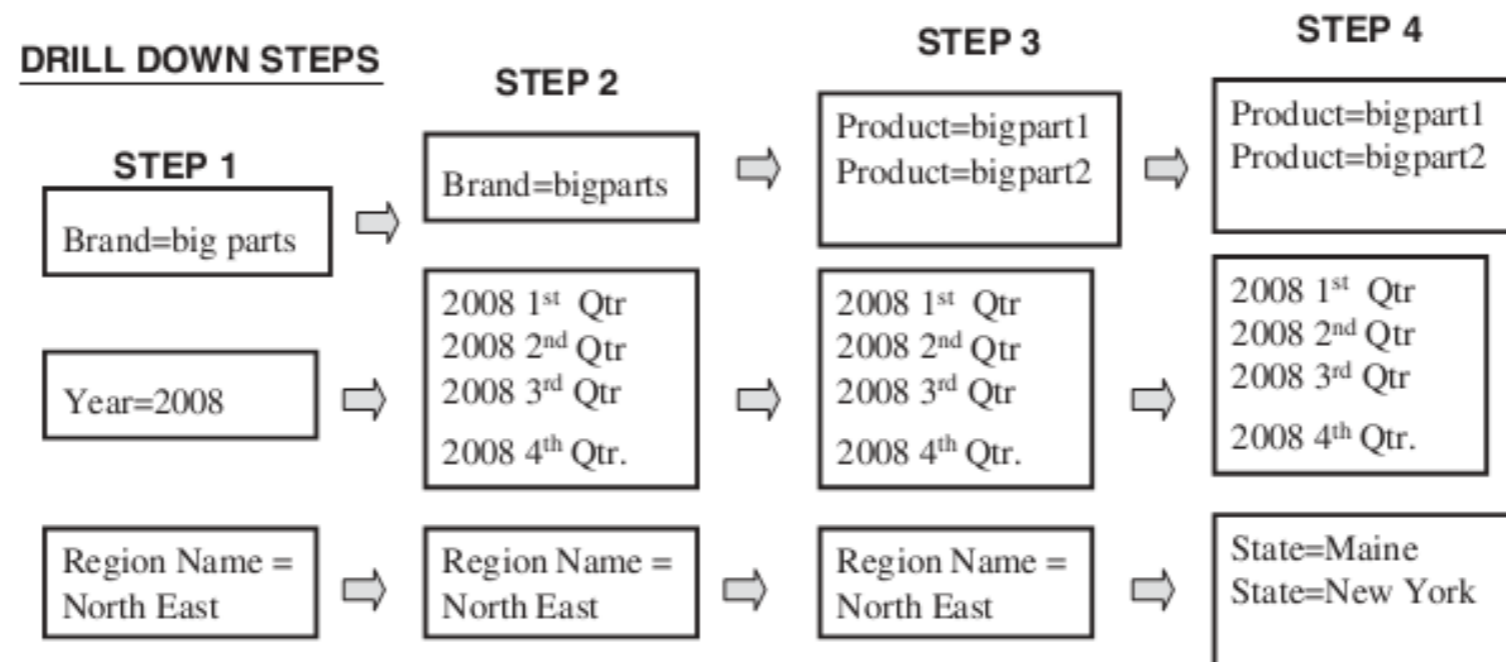 DRILL DOWN STEPS
STEP 1
Brand=big parts
Year=2008
Region Name =
North East
STEP 2
Brand=bigparts
2008 1st Qtr
2008 2nd Qtr
2008 3rd Qtr
2008 4th Qtr.
Region Name =
North East
STEP 3
Product=bigpart1
Product=bigpart2
2008 1st Qtr
2008 2nd Qtr
2008 3rd Qtr
2008 4th Qtr.
Region Name =
North East
STEP 4
Product=bigpart1
Product=bigpart2
2008 1st Qtr
2008 2nd Qtr
2008 3rd Qtr
2008 4th Qtr.
State=Maine
State=New York